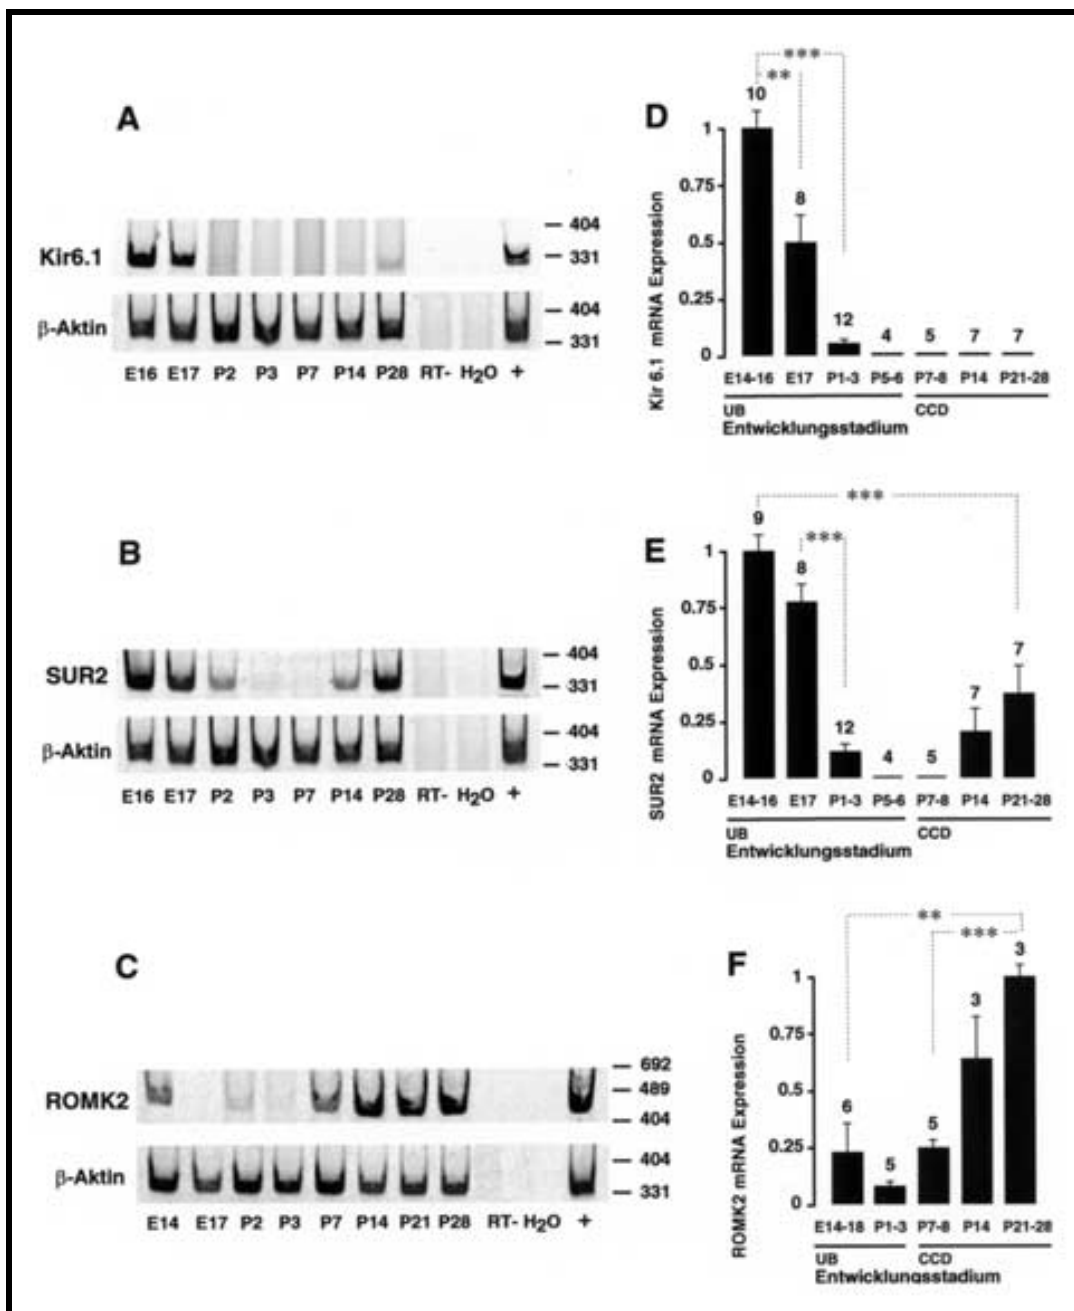 A
Kir6.1
404
331
β-Aktin
404
331
E16 E17 P2 P3 P7 P14 P28 RT- H₂O +
D
Kir 6.1 mRNA Expression
***
**
10
8
12
4
5
7
7
1
0.75
0.5
0.25
0
E14-16 E17 P1-3 P5-6 P7-8 P14 P21-28
UB CCD
Entwicklungsstadium
B
SUR2
404
331
β-Aktin
404
331
E16 E17 P2 P3 P7 P14 P28 RT- H₂O +
E
SUR2 mRNA Expression
***
***
9
8
12
4
5
7
7
1
0.75
0.5
0.25
0
E14-16 E17 P1-3 P5-6 P7-8 P14 P21-28
UB CCD
Entwicklungsstadium
C
ROMK2
692
489
404
β-Aktin
404
331
E14 E17 P2 P3 P7 P14 P21 P28 RT- H₂O +
F
ROMK2 mRNA Expression
**
***
6
5
5
3
3
1
0.75
0.5
0.25
0
E14-18 P1-3 P7-8 P14 P21-28
UB CCD
Entwicklungsstadium